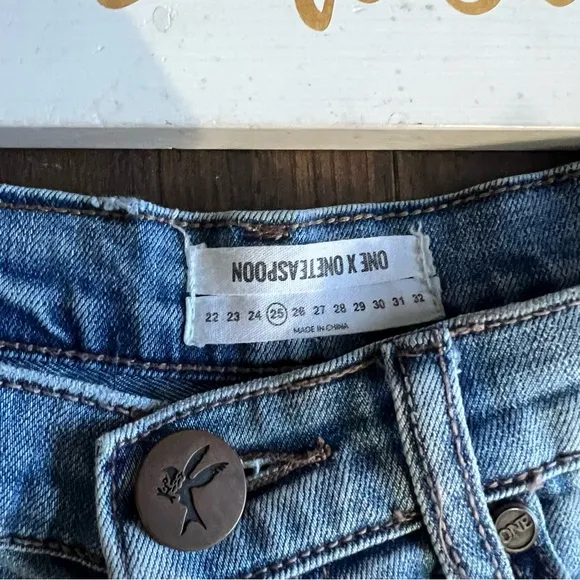 ONE X ONETEASPOON
22 23 24 25 26 27 28 29 30 31 32
MADE IN CHINA
ONE